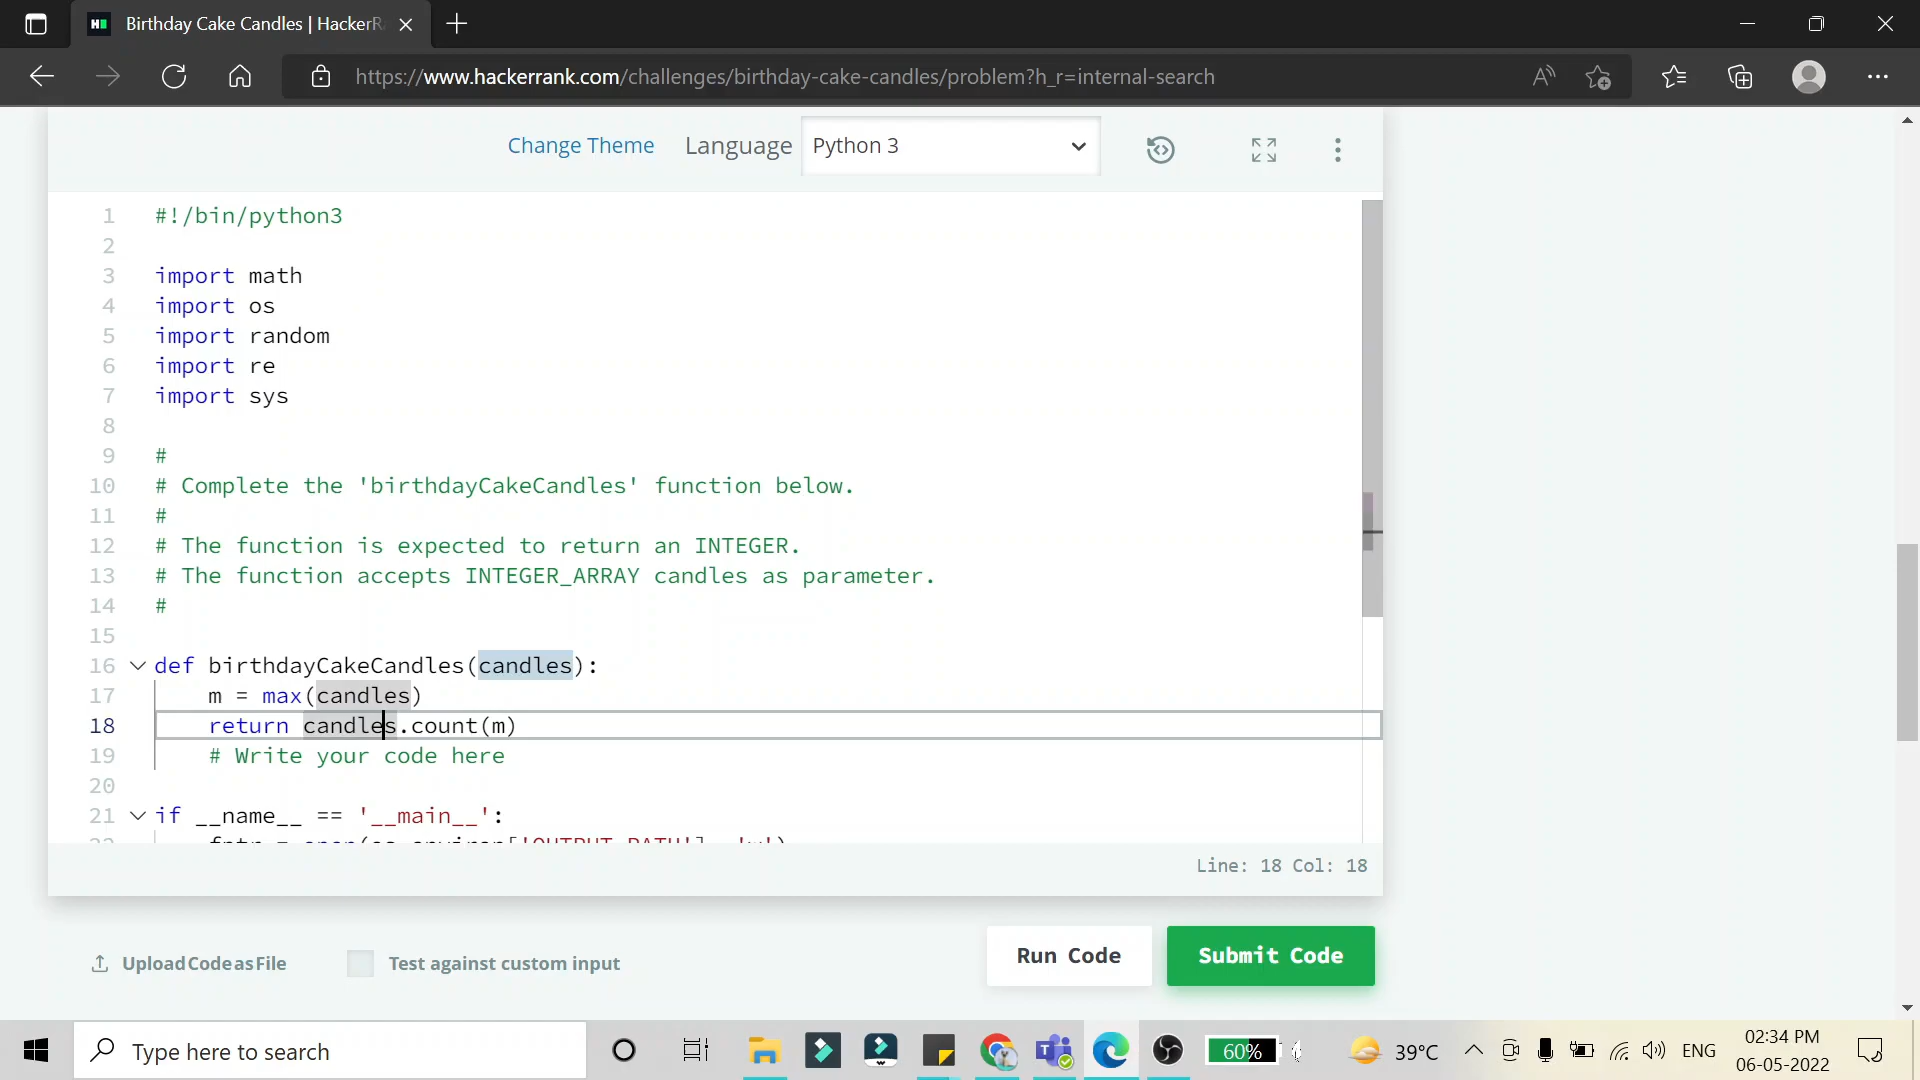 Birthday Cake Candles | HackerR
https://www.hackerrank.com/challenges/birthday-cake-candles/problem?h_r=internal-search
Change Theme Language Python 3
1 #!/bin/python3
2
3 import math
4 import os
5 import random
6 import re
7 import sys
8
9 #
10 # Complete the 'birthdayCakeCandles' function below.
11 #
12 # The function is expected to return an INTEGER.
13 # The function accepts INTEGER_ARRAY candles as parameter.
14 #
15
16 def birthdayCakeCandles(candles):
17 m = max(candles)
18 return candles.count(m)
19 # Write your code here
20
21 if __name__ == '__main__':
Line: 18 Col: 18
Upload Code as File
Test against custom input
Run Code
Submit Code
Type here to search
60%
39°C
ENG
02:34 PM
06-05-2022